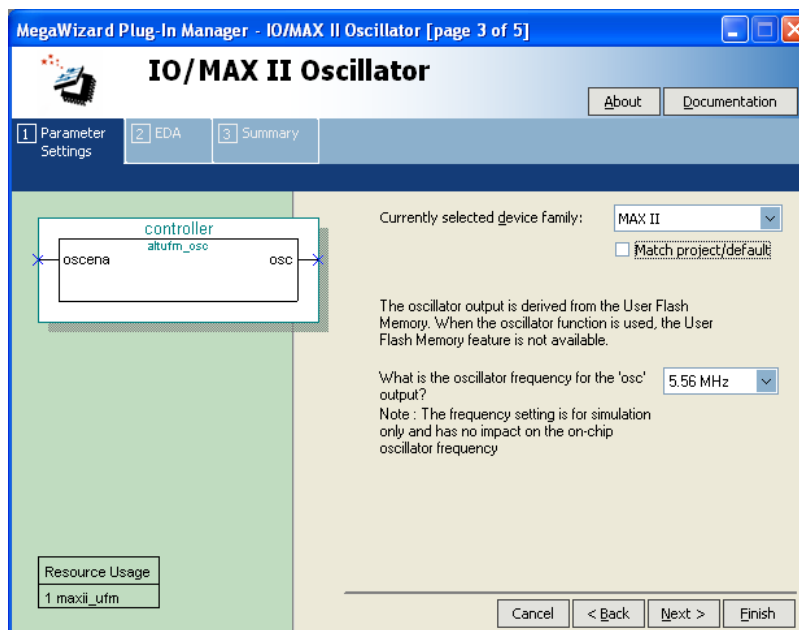 MegaWizard Plug-In Manager - IO/MAX II Oscillator [page 3 of 5]
IO/MAX II Oscillator
About
Documentation
1 Parameter Settings
2 EDA
3 Summary
controller
altufm_osc
oscena
osc
Resource Usage
1 maxii_ufm
Currently selected device family:
MAX II
Match project/default
The oscillator output is derived from the User Flash
Memory. When the oscillator function is used, the User
Flash Memory feature is not available.
What is the oscillator frequency for the 'osc'
output?
5.56 MHz
Note : The frequency setting is for simulation
only and has no impact on the on-chip
oscillator frequency
Cancel
< Back
Next >
Finish